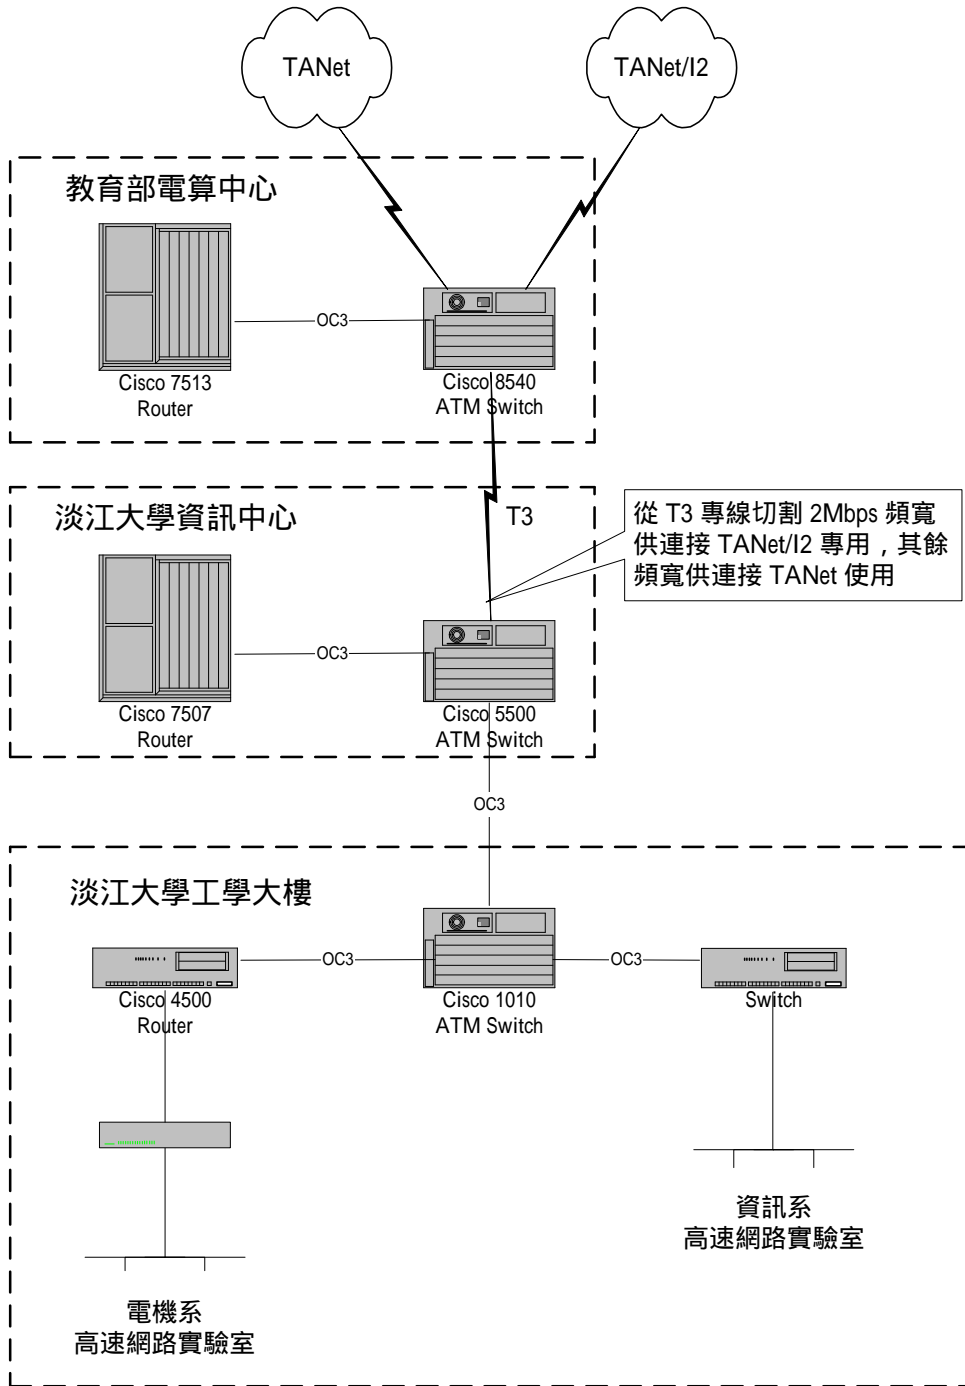 TANet
TANet/I2
教育部電算中心
OC3
Cisco 7513
Router
Cisco 8540
ATM Switch
淡江大學資訊中心
T3
從 T3 專線切割 2Mbps 頻寬
供連接 TANet/I2 專用，其餘
頻寬供連接 TANet 使用
OC3
Cisco 7507
Router
Cisco 5500
ATM Switch
OC3
淡江大學工學大樓
OC3
OC3
Cisco 4500
Router
Cisco 1010
ATM Switch
Switch
資訊系
高速網路實驗室
電機系
高速網路實驗室